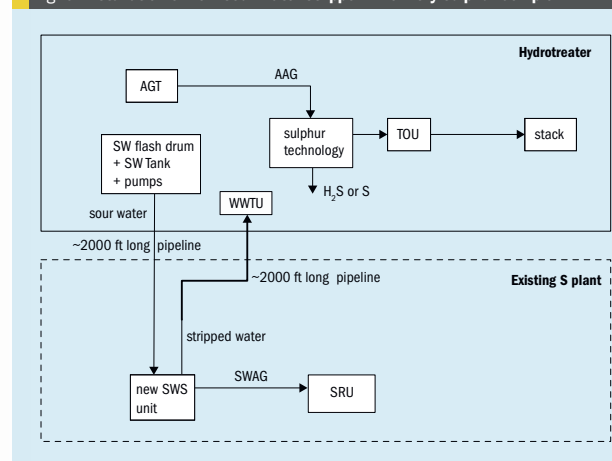 Hydrotreater
AGT
AAG
sulphur
technology
TOU
stack
SW flash drum
+ SW Tank
+ pumps
H₂S or S
WWTU
sour water
~2000 ft long pipeline
~2000 ft long pipeline
Existing S plant
stripped water
new SWS
unit
SWAG
SRU